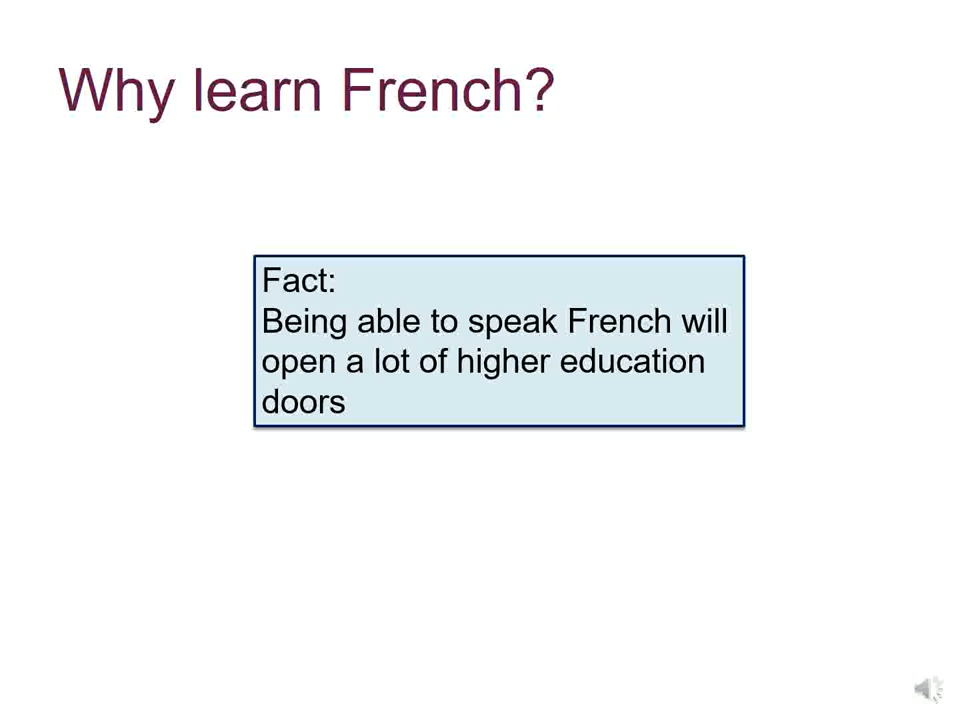 Why learn French?
Fact:
Being able to speak French will
open a lot of higher education
doors